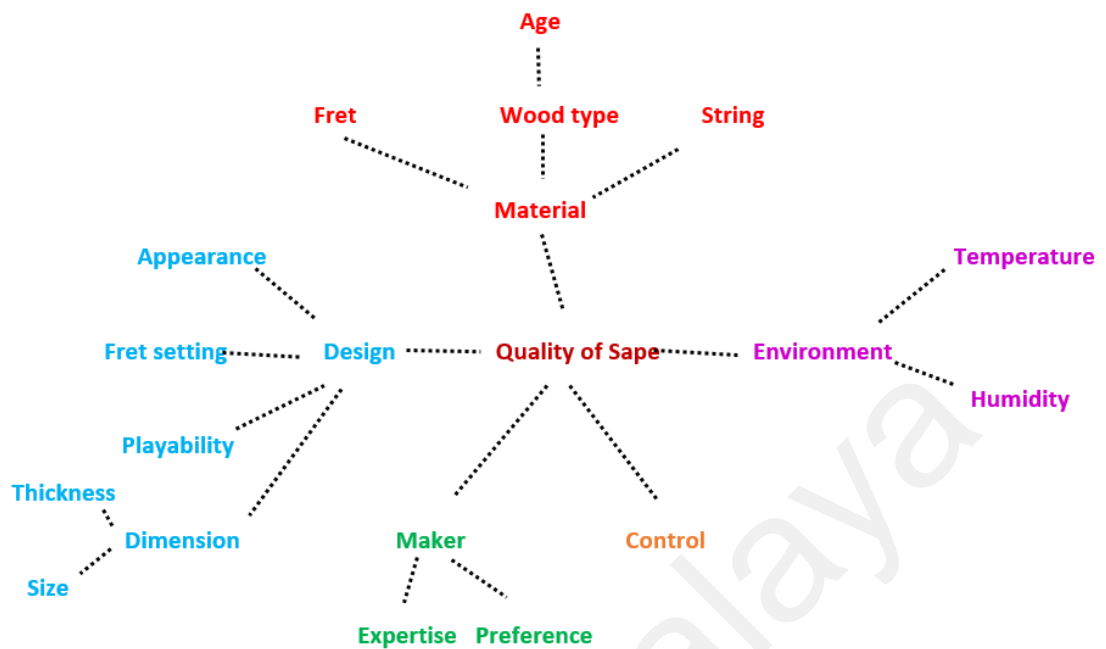 Age
Fret
Wood type
String
Material
Appearance
Temperature
Fret setting
Design
Quality of Sape
Environment
Humidity
Playability
Thickness
Dimension
Maker
Control
Size
Expertise
Preference
alaya